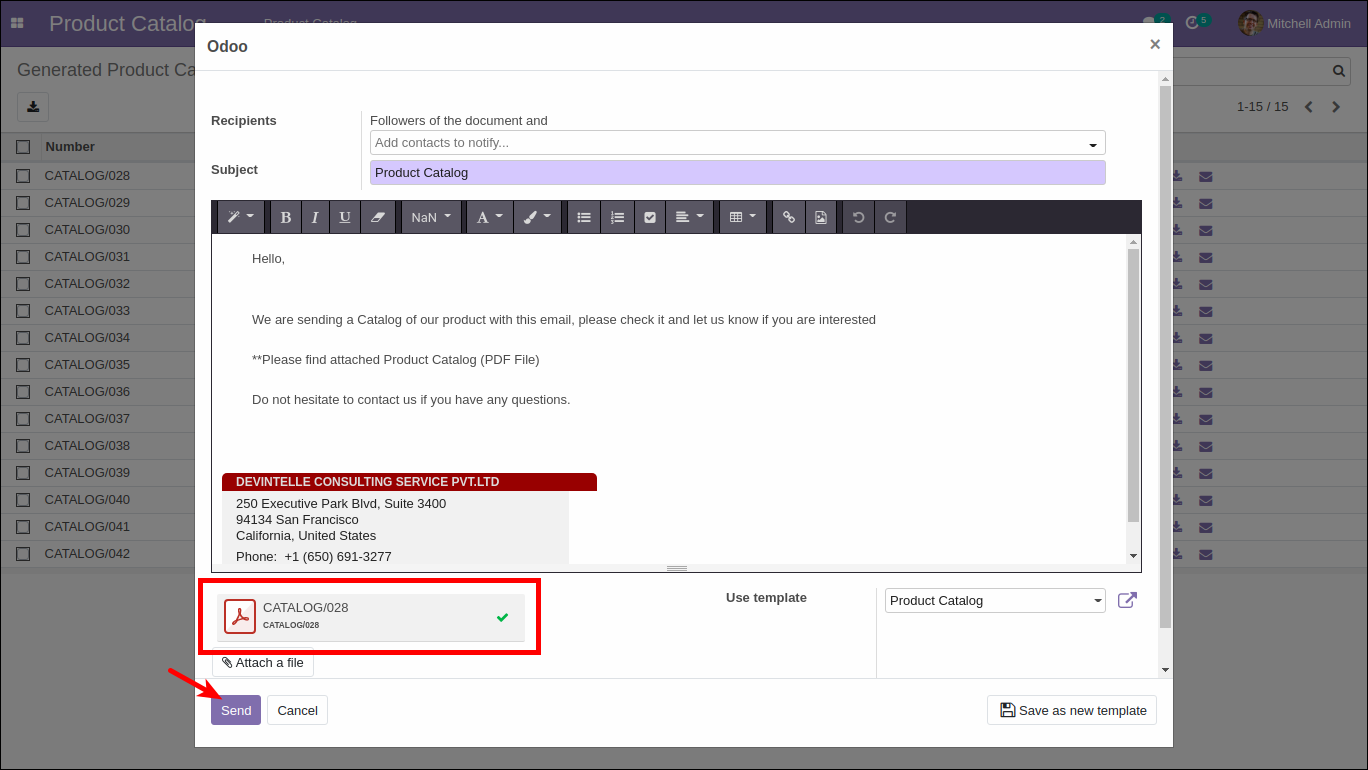 Product Catalog
Product Catalog
2
5
Mitchell Admin
Generated Product Ca
1-15 / 15
Number
CATALOG/028
CATALOG/029
CATALOG/030
CATALOG/031
CATALOG/032
CATALOG/033
CATALOG/034
CATALOG/035
CATALOG/036
CATALOG/037
CATALOG/038
CATALOG/039
CATALOG/040
CATALOG/041
CATALOG/042
Odoo
×
Recipients
Followers of the document and
Add contacts to notify...
Subject
Product Catalog
B I U NaN A
Hello,
We are sending a Catalog of our product with this email, please check it and let us know if you are interested
**Please find attached Product Catalog (PDF File)
Do not hesitate to contact us if you have any questions.
DEVINTELLE CONSULTING SERVICE PVT.LTD
250 Executive Park Blvd, Suite 3400
94134 San Francisco
California, United States
Phone: +1 (650) 691-3277
CATALOG/028
CATALOG/028
Use template
Product Catalog
Attach a file
Send
Cancel
Save as new template